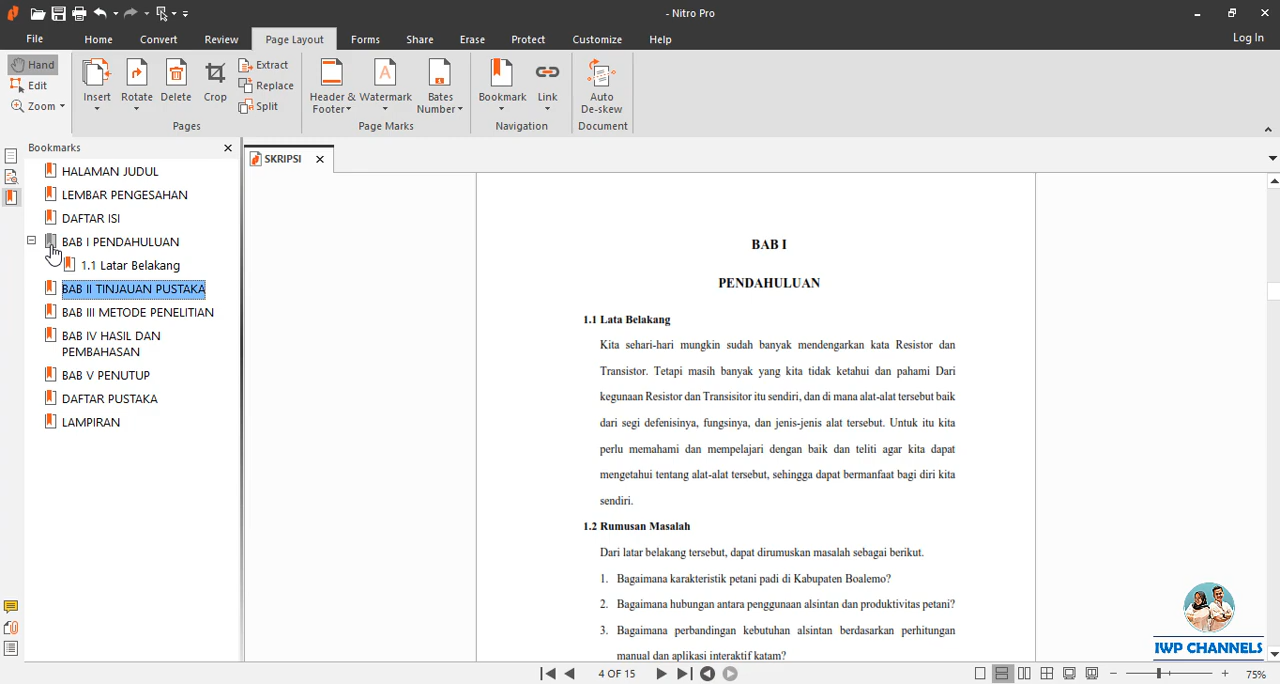 - Nitro Pro
File
Home
Convert
Review
Page Layout
Forms
Share
Erase
Protect
Customize
Help
Log In
Hand
Edit
Zoom
Insert
Rotate
Delete
Crop
Extract
Replace
Split
Pages
Header & Footer
Watermark
Bates Number
Page Marks
Bookmark
Link
Navigation
Auto De-skew
Document
Bookmarks
HALAMAN JUDUL
LEMBAR PENGESAHAN
DAFTAR ISI
BAB I PENDAHULUAN
1.1 Latar Belakang
BAB II TINJAUAN PUSTAKA
BAB III METODE PENELITIAN
BAB IV HASIL DAN
PEMBAHASAN
BAB V PENUTUP
DAFTAR PUSTAKA
LAMPIRAN
SKRIPSI
BAB I
PENDAHULUAN
1.1 Lata Belakang
Kita sehari-hari mungkin sudah banyak mendengarkan kata Resistor dan
Transistor. Tetapi masih banyak yang kita tidak ketahui dan pahami Dari
kegunaan Resistor dan Transisitor itu sendiri, dan di mana alat-alat tersebut baik
dari segi defenisinya, fungsinya, dan jenis-jenis alat tersebut. Untuk itu kita
perlu memahami dan mempelajari dengan baik dan teliti agar kita dapat
mengetahui tentang alat-alat tersebut, sehingga dapat bermanfaat bagi diri kita
sendiri.
1.2 Rumusan Masalah
Dari latar belakang tersebut, dapat dirumuskan masalah sebagai berikut.
1. Bagaimana karakteristik petani padi di Kabupaten Boalemo?
2. Bagaimana hubungan antara penggunaan alsintan dan produktivitas petani?
3. Bagaimana perbandingan kebutuhan alsintan berdasarkan perhitungan
manual dan aplikasi interaktif katam?
IWP CHANNELS
4 OF 15
75%